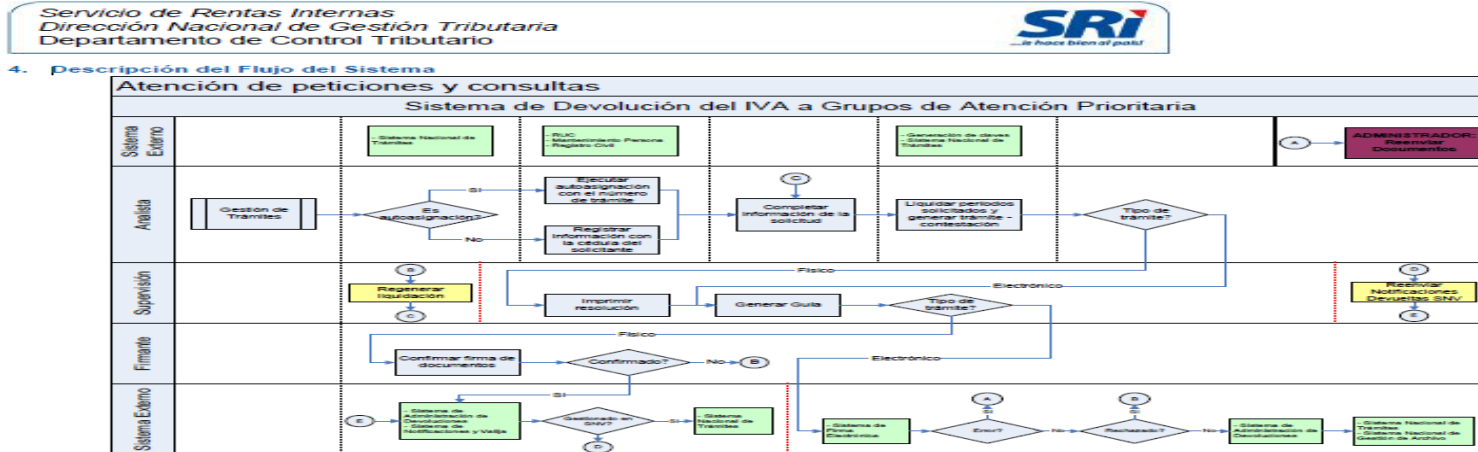 Servicio de Rentas Internas
Dirección Nacional de Gestión Tributaria
Departamento de Control Tributario
SRi
...le hace bien al país!
4. Descripción del Flujo del Sistema
Atención de peticiones y consultas
Sistema de Devolución del IVA a Grupos de Atención Prioritaria
Sistema
Externo
- Sistema Nacional de
Trámites
- RUC
- Mantenimiento Persona
- Registro Civil
- Generación de claves
- Sistema Nacional de
Trámites
A
ADMINISTRADOR:
Reenviar
Documentos
Analista
Gestión de
Trámites
Es
autoasignación?
SI
No
Ejecutar
autoasignación
con el número
de trámite
Registrar
información con
la cédula del
solicitante
C
Completar
información de la
solicitud
Liquidar períodos
solicitados y
generar trámite -
contestación
Tipo de
trámite?
Supervisión
B
Regenerar
liquidación
C
Físico
Electrónico
Imprimir
resolución
Generar Guía
Tipo de
trámite?
D
Reenviar
Notificaciones
Devueltas SNV
E
Firmante
Físico
Confirmar firma de
documentos
Confirmado?
No
B
Electrónico
Sistema Externo
SI
E
- Sistema de
Administración de
Devoluciones
- Sistema de
Notificaciones y Valija
Gestionado en
SNV?
D
SI
- Sistema
Nacional de
Trámites
- Sistema de
Firma
Electrónica
A
Si
Error?
No
B
Si
Rechazado?
No
- Sistema de
Administración de
Devoluciones
- Sistema Nacional de
Trámites
- Sistema Nacional de
Gestión de Archivo